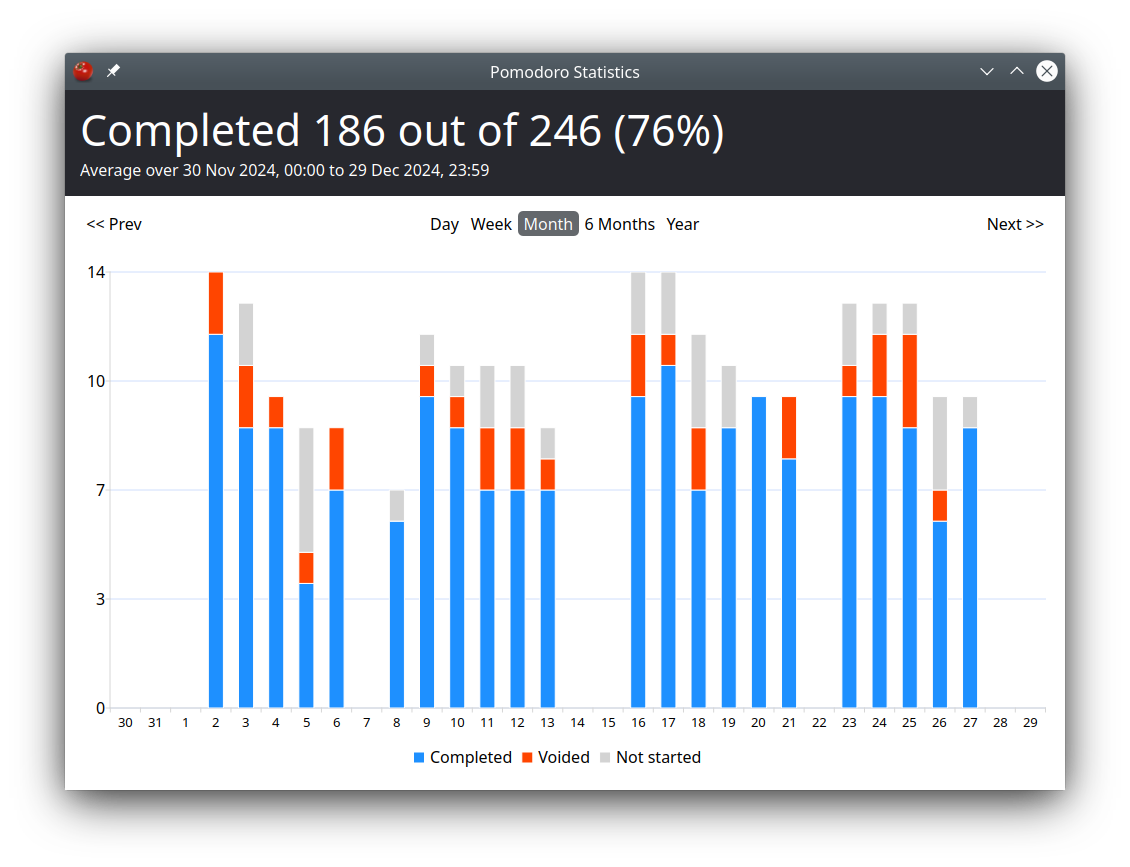 Pomodoro Statistics
Completed 186 out of 246 (76%)
Average over 30 Nov 2024, 00:00 to 29 Dec 2024, 23:59
<< Prev Day Week Month 6 Months Year Next >>
14
10
7
3
0
30 31 1 2 3 4 5 6 7 8 9 10 11 12 13 14 15 16 17 18 19 20 21 22 23 24 25 26 27 28 29
Completed Voided Not started